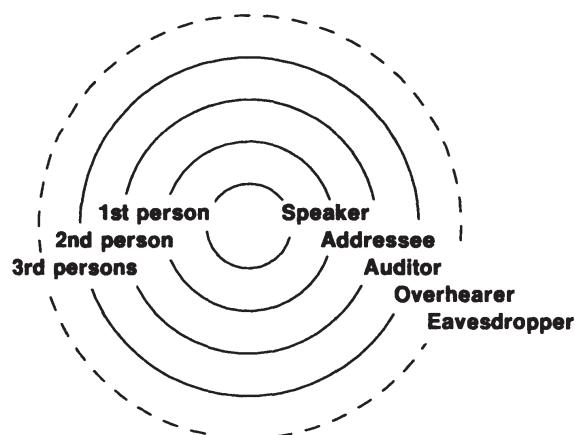 1st person Speaker
2nd person Addressee
3rd persons Auditor
Overhearer
Eavesdropper